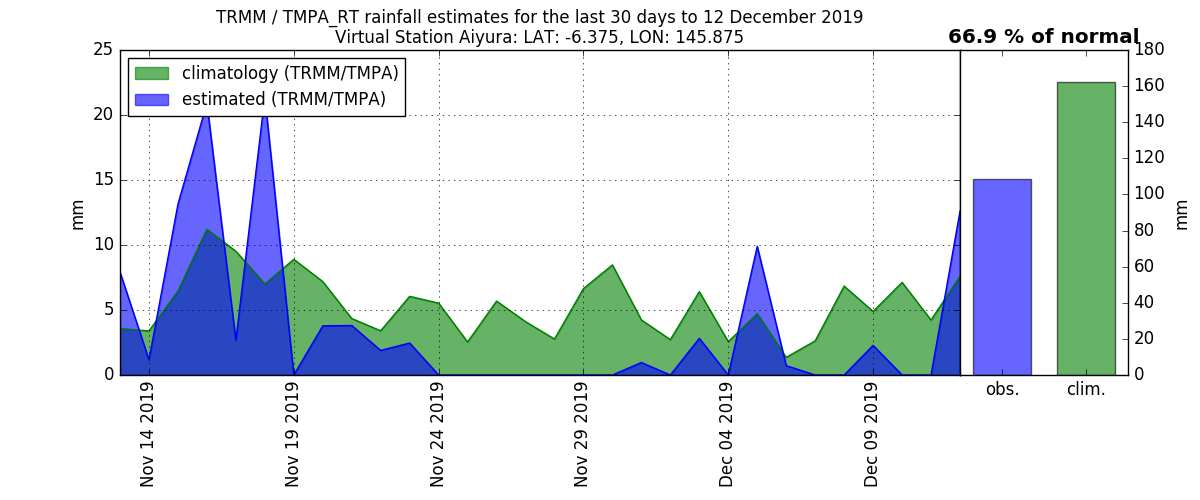 TRMM / TMPA_RT rainfall estimates for the last 30 days to 12 December 2019
Virtual Station Aiyura: LAT: -6.375, LON: 145.875
66.9 % of normal
climatology (TRMM/TMPA)
estimated (TRMM/TMPA)
25
20
15
10
5
0
mm
Nov 14 2019
Nov 19 2019
Nov 24 2019
Nov 29 2019
Dec 04 2019
Dec 09 2019
180
160
140
120
100
80
60
40
20
0
mm
obs.
clim.